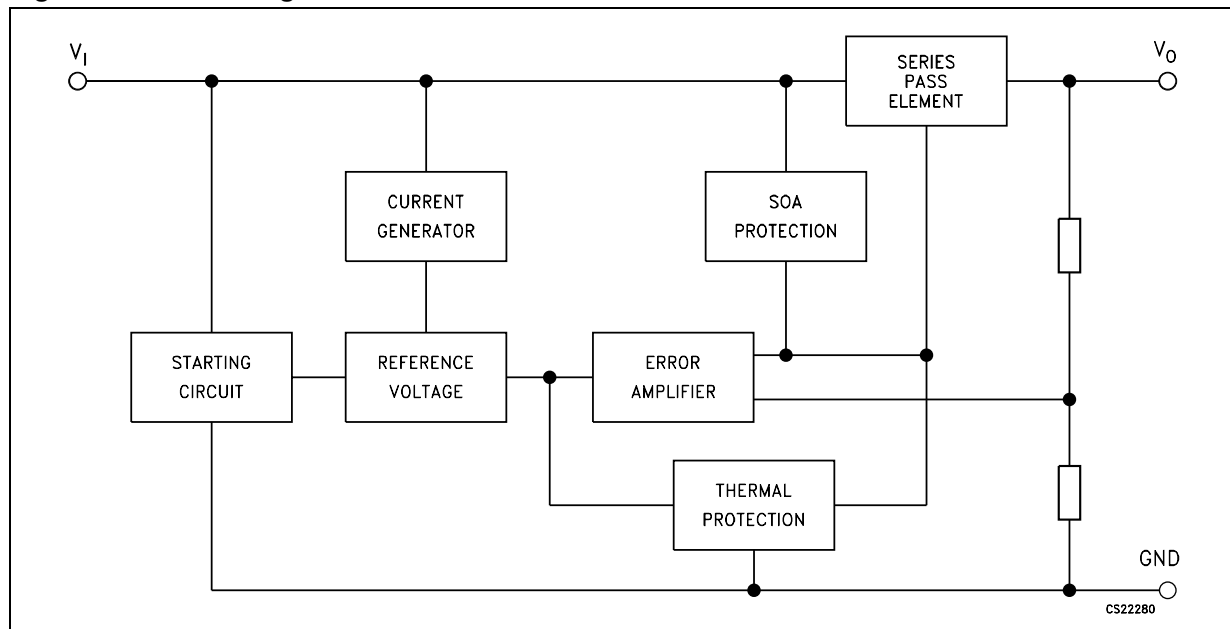 V_I
V_O
SERIES
PASS
ELEMENT
CURRENT
GENERATOR
SOA
PROTECTION
STARTING
CIRCUIT
REFERENCE
VOLTAGE
ERROR
AMPLIFIER
THERMAL
PROTECTION
GND
CS22280